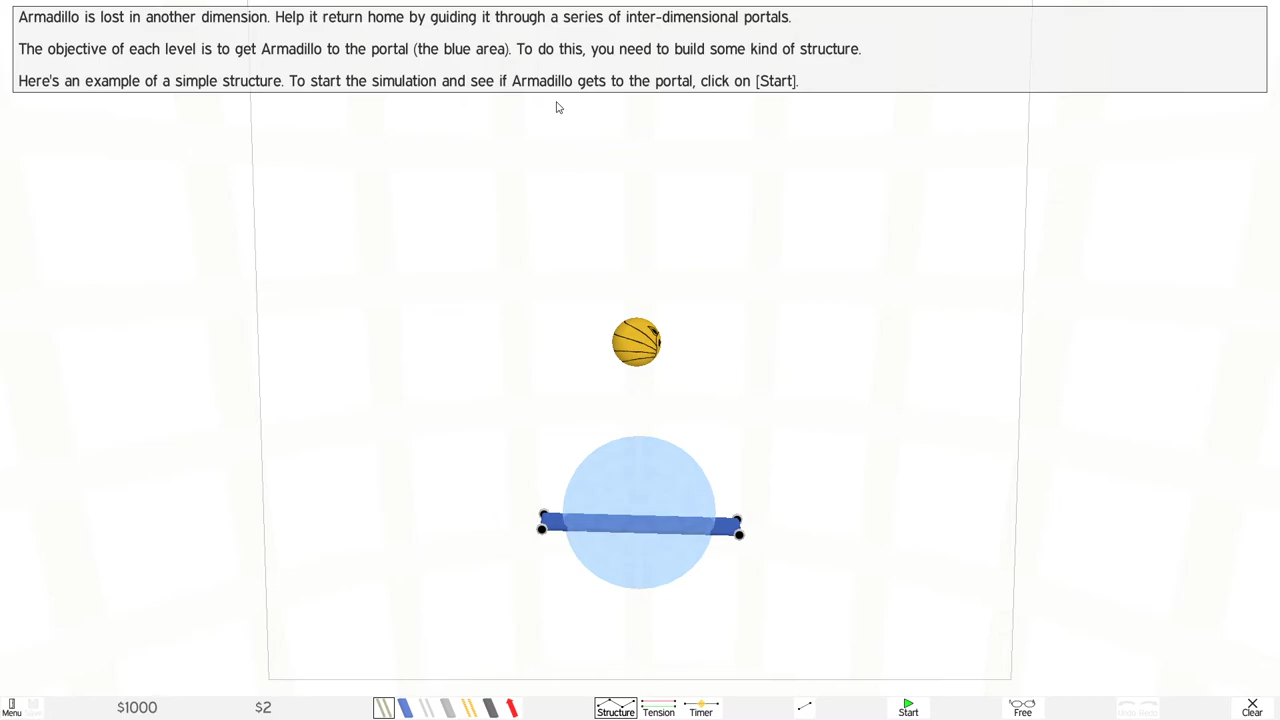 Armadillo is lost in another dimension. Help it return home by guiding it through a series of inter-dimensional portals.
The objective of each level is to get Armadillo to the portal (the blue area). To do this, you need to build some kind of structure.
Here's an example of a simple structure. To start the simulation and see if Armadillo gets to the portal, click on [Start].
Menu $1000 $2 Structure Tension Timer Start Free Undo Redo Clear